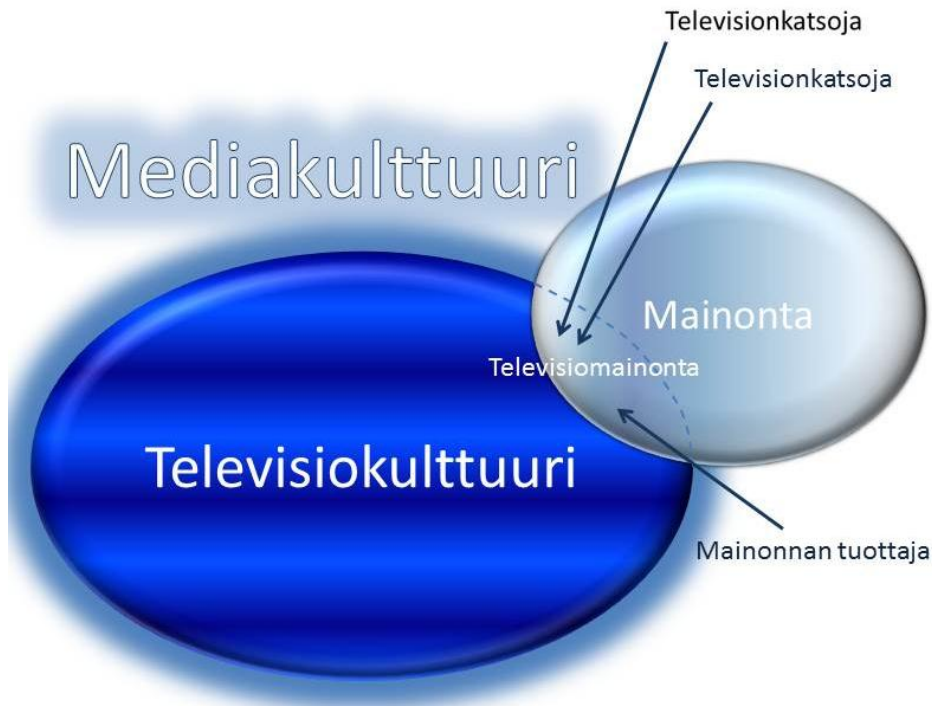 Televisionkatsoja
Televisionkatsoja
Mediakulttuuri
Mainonta
Televisiomainonta
Televisiokulttuuri
Mainonnan tuottaja